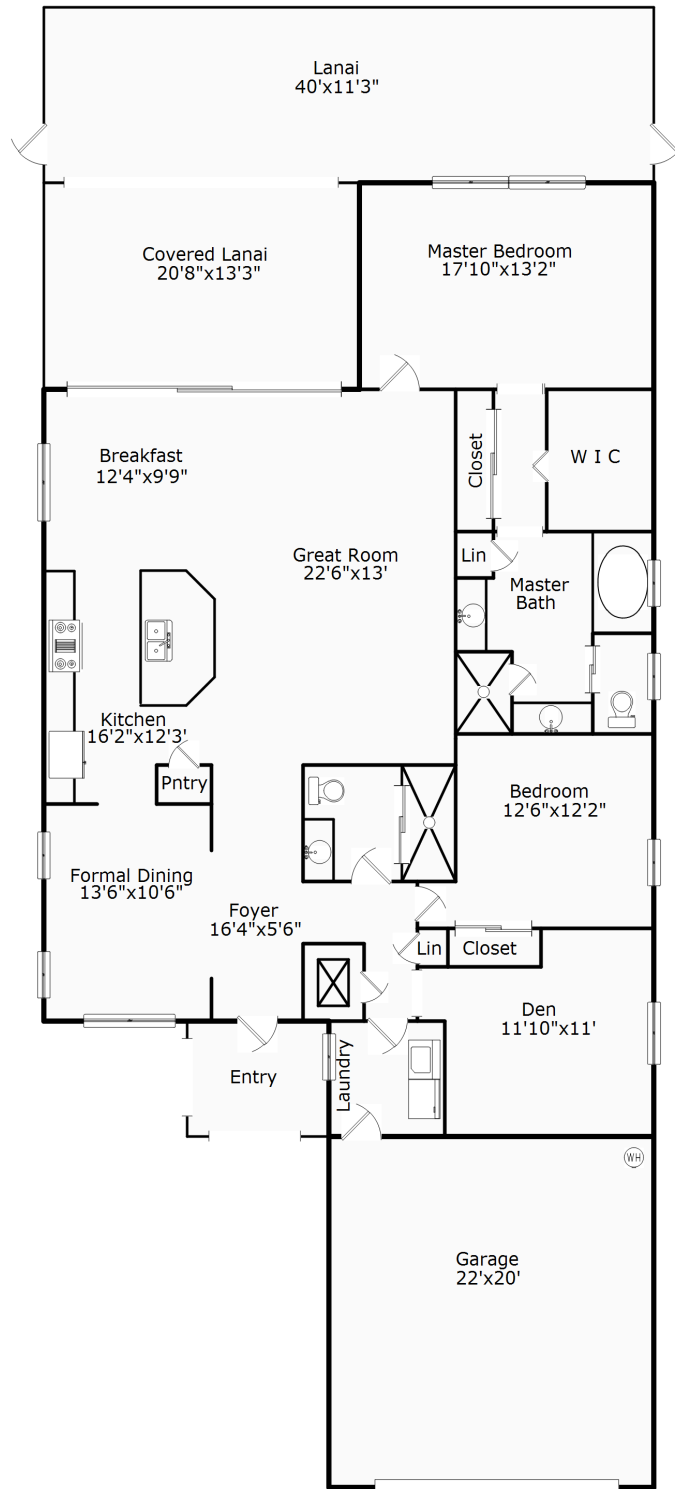 Lanai
40'x11'3"
Covered Lanai
20'8"x13'3"
Master Bedroom
17'10"x13'2"
Breakfast
12'4"x9'9"
Closet
W I C
Great Room
22'6"x13'
Lin
Master
Bath
Kitchen
16'2"x12'3'
Pntry
Bedroom
12'6"x12'2"
Formal Dining
13'6"x10'6"
Foyer
16'4"x5'6"
Lin
Closet
Den
11'10"x11'
Entry
Laundry
WH
Garage
22'x20'